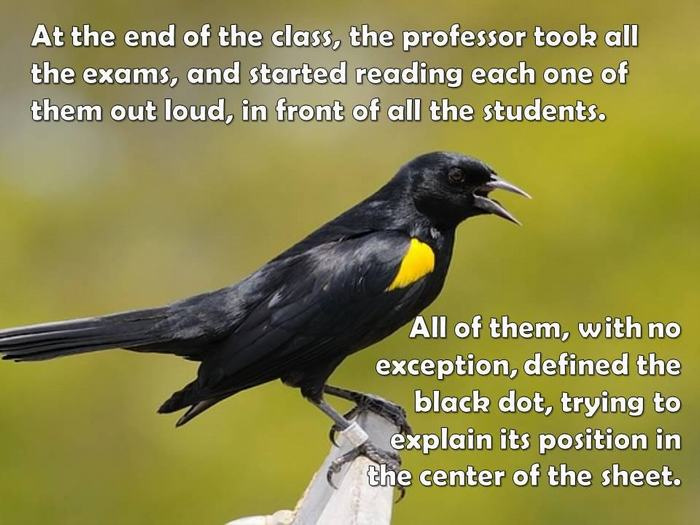 At the end of the class, the professor took all
the exams, and started reading each one of
them out loud, in front of all the students.
All of them, with no
exception, defined the
black dot, trying to
explain its position in
the center of the sheet.